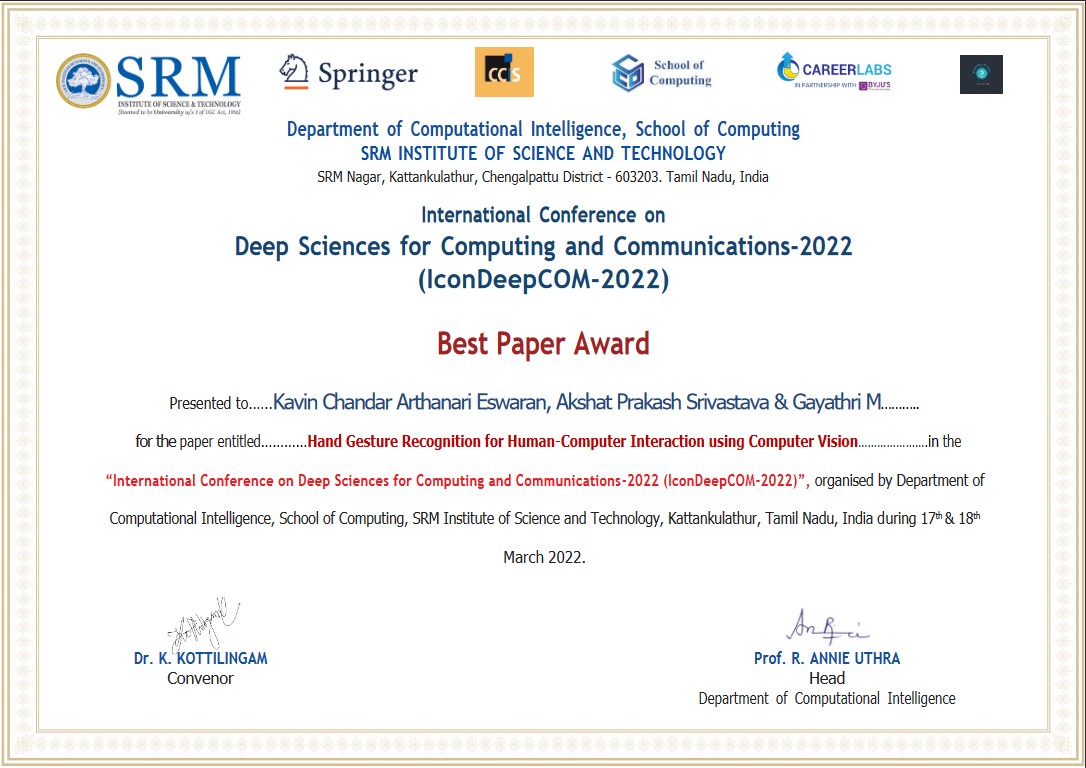 SRM
INSTITUTE OF SCIENCE & TECHNOLOGY
(Deemed to be University u/s 3 of UGC Act, 1956)
Springer
ccis
School of
Computing
CAREERLABS
IN PARTNERSHIP WITH BYJU'S
Department of Computational Intelligence, School of Computing
SRM INSTITUTE OF SCIENCE AND TECHNOLOGY
SRM Nagar, Kattankulathur, Chengalpattu District - 603203. Tamil Nadu, India
International Conference on
Deep Sciences for Computing and Communications-2022
(IconDeepCOM-2022)
Best Paper Award
Presented to......Kavin Chandar Arthanari Eswaran, Akshat Prakash Srivastava & Gayathri M..........
for the paper entitled...........Hand Gesture Recognition for Human-Computer Interaction using Computer Vision......................in the
“International Conference on Deep Sciences for Computing and Communications-2022 (IconDeepCOM-2022)”, organised by Department of
Computational Intelligence, School of Computing, SRM Institute of Science and Technology, Kattankulathur, Tamil Nadu, India during 17th & 18th
March 2022.
Dr. K. KOTTILINGAM
Convenor
Prof. R. ANNIE UTHRA
Head
Department of Computational Intelligence